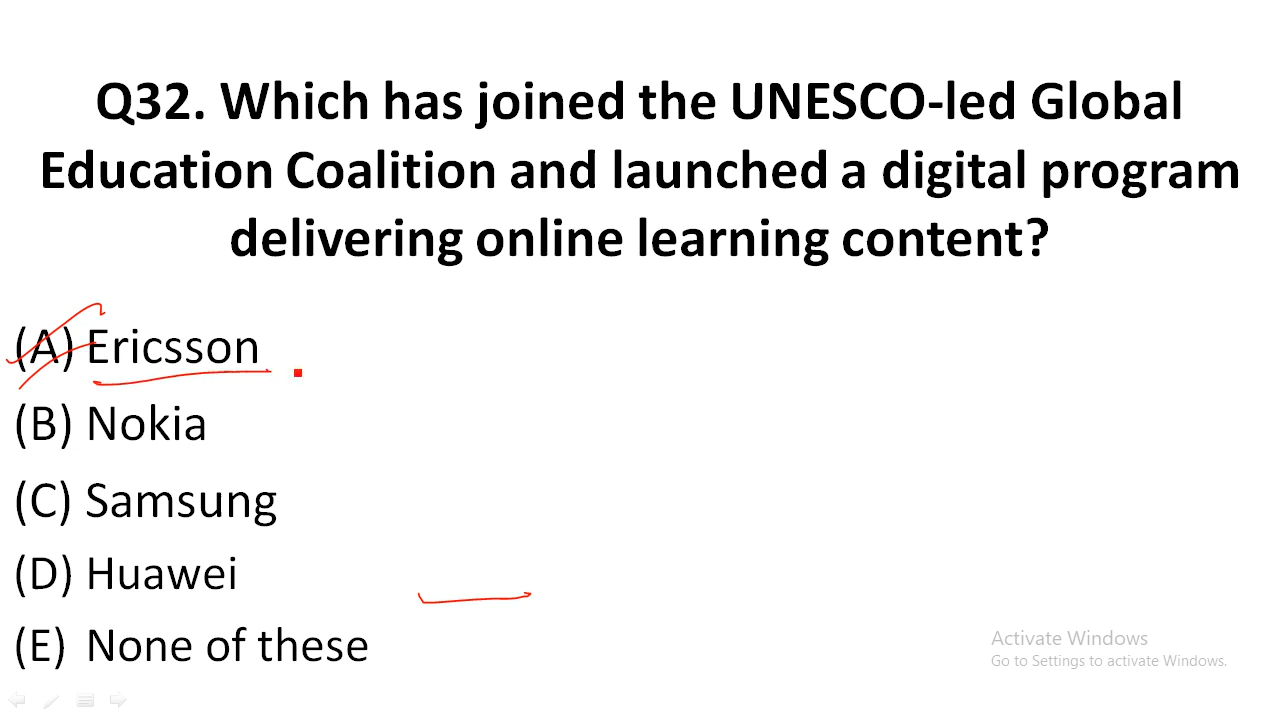 Q32. Which has joined the UNESCO-led Global
Education Coalition and launched a digital program
delivering online learning content?
(A) Ericsson
(B) Nokia
(C) Samsung
(D) Huawei
(E) None of these
Activate Windows
Go to Settings to activate Windows.